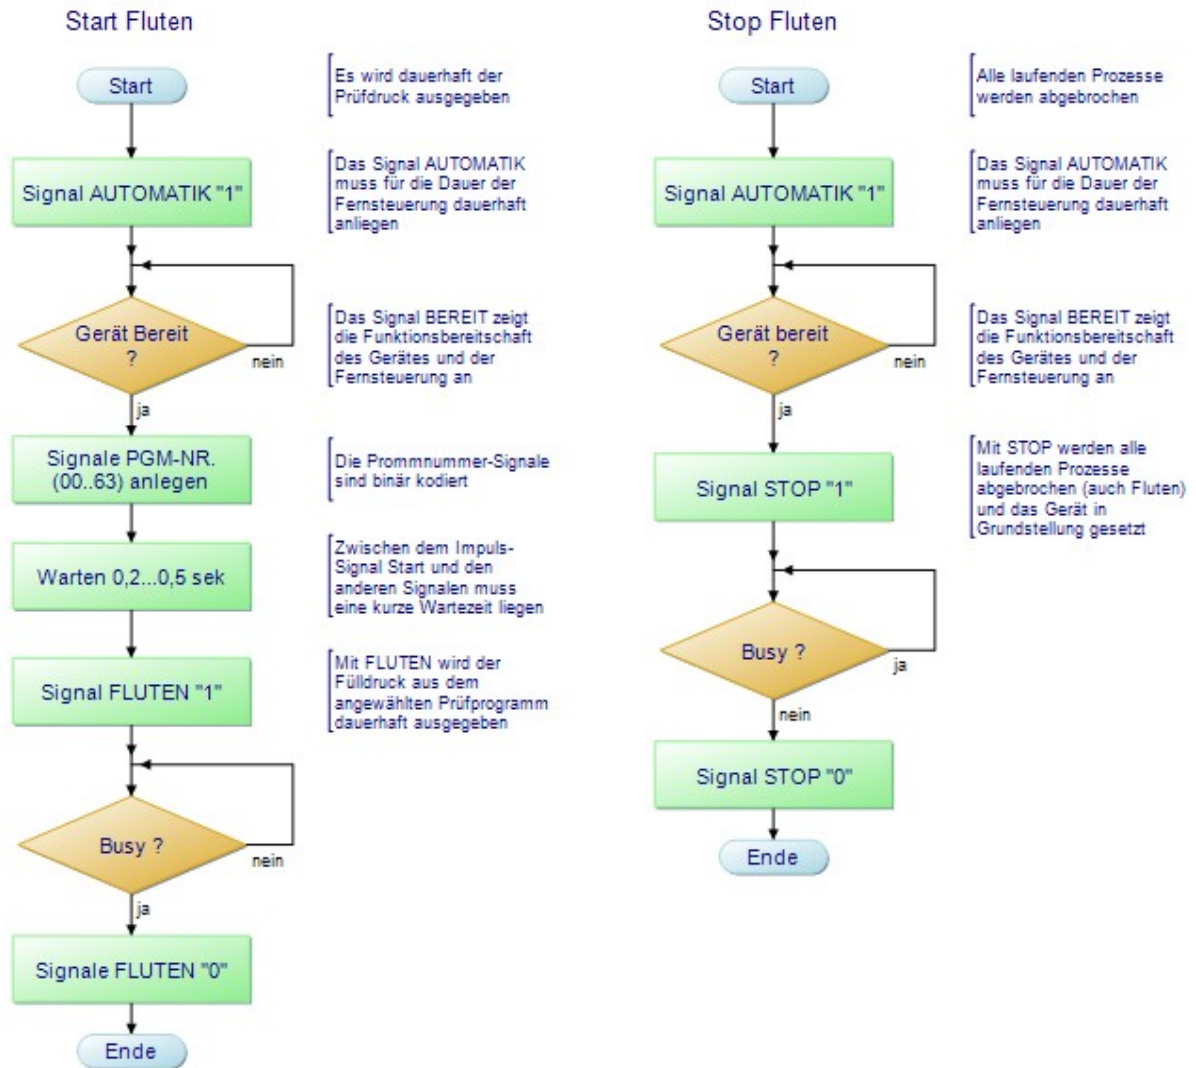 Start Fluten
Start
Es wird dauerhaft der
Prüfdruck ausgegeben
Signal AUTOMATIK "1"
Das Signal AUTOMATIK
muss für die Dauer der
Fernsteuerung dauerhaft
anliegen
Gerät Bereit
?
nein
ja
Das Signal BEREIT zeigt
die Funktionsbereitschaft
des Gerätes und der
Fernsteuerung an
Signale PGM-NR.
(00..63) anlegen
Die Prommnummer-Signale
sind binär kodiert
Warten 0,2...0,5 sek
Zwischen dem Impuls-
Signal Start und den
anderen Signalen muss
eine kurze Wartezeit liegen
Signal FLUTEN "1"
Mit FLUTEN wird der
Fülldruck aus dem
angewählten Prüfprogramm
dauerhaft ausgegeben
Busy ?
nein
ja
Signale FLUTEN "0"
Ende
Stop Fluten
Start
Alle laufenden Prozesse
werden abgebrochen
Signal AUTOMATIK "1"
Das Signal AUTOMATIK
muss für die Dauer der
Fernsteuerung dauerhaft
anliegen
Gerät bereit
?
nein
ja
Das Signal BEREIT zeigt
die Funktionsbereitschaft
des Gerätes und der
Fernsteuerung an
Signal STOP "1"
Mit STOP werden alle
laufenden Prozesse
abgebrochen (auch Fluten)
und das Gerät in
Grundstellung gesetzt
Busy ?
ja
nein
Signal STOP "0"
Ende